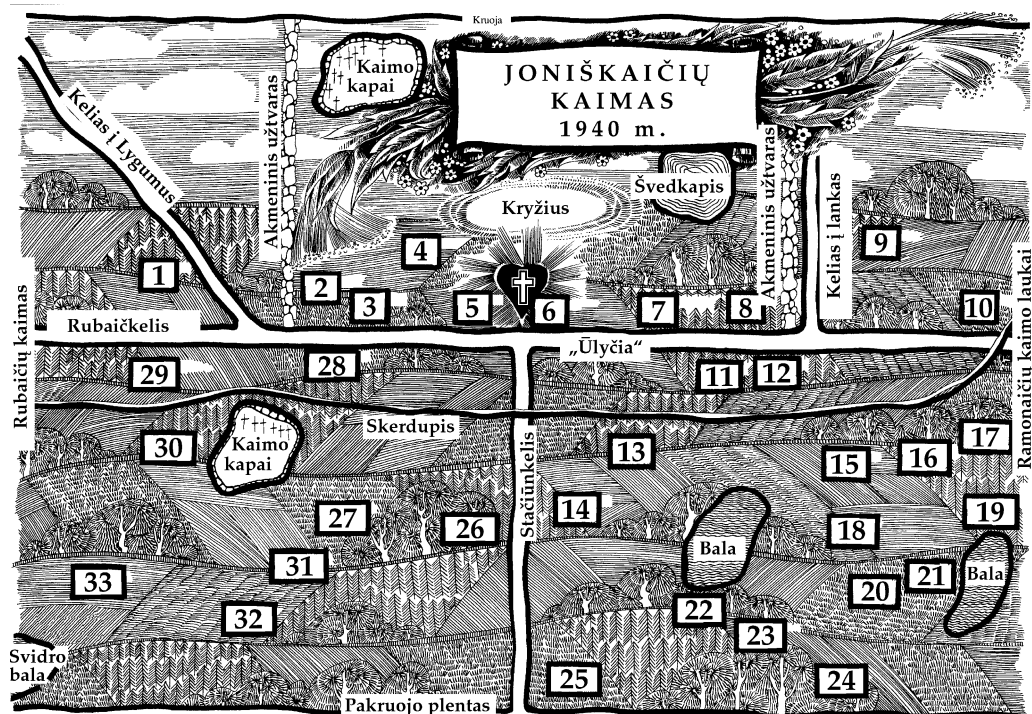 Kruoja
JONIŠKAIČIŲ
KAIMAS
1940 m.
Kaimo
kapai
Kelias į Lygumus
Akmeninis užtvaras
Švedkapis
Akmeninis užtvaras
Kelias į lankas
Kryžius
1
2
3
4
5
6
7
8
9
10
Rubaičių kaimas
Rubaičkelis
„Ūlyčia“
Ramonaičių kaimo laukai
29
28
11
12
Skerdupis
Kaimo
kapai
Stačiūnkelis
30
13
15
16
17
27
26
14
18
19
Bala
Bala
31
33
20
21
32
22
23
Svidro
bala
25
24
Pakruojo plentas